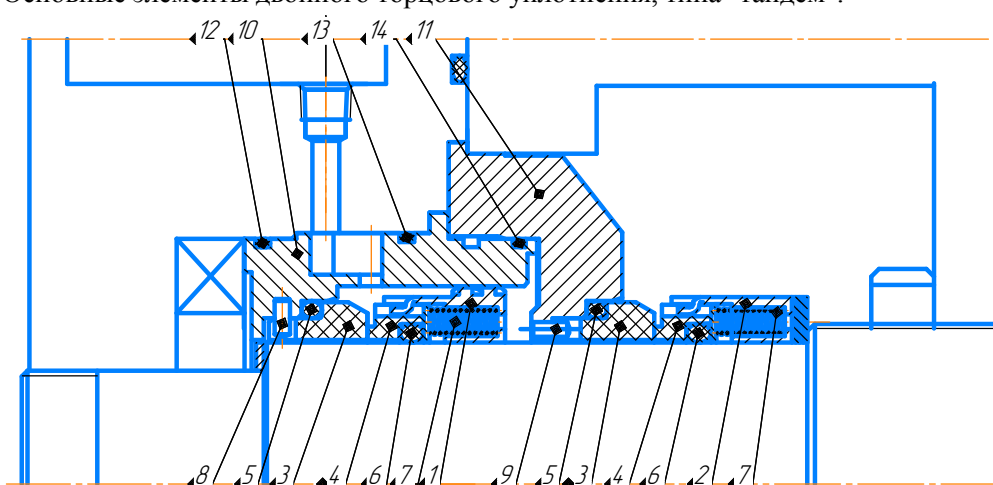 Основные элементы двойного торцового уплотнения, типа "тандем":
12 10 13 14 11
8 5 3 4 6 7 1 9 5 3 4 6 2 7